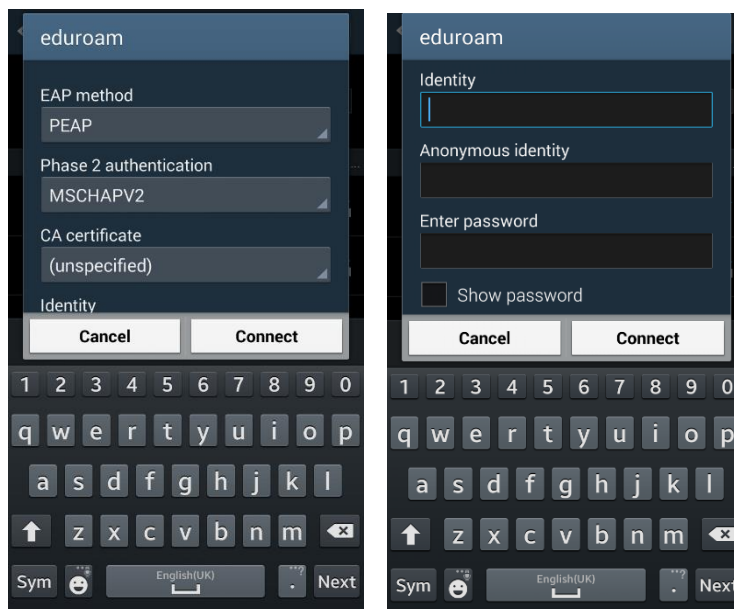 eduroam
EAP method
PEAP
Phase 2 authentication
MSCHAPV2
CA certificate
(unspecified)
Identity
Cancel Connect
1 2 3 4 5 6 7 8 9 0
q w e r t y u i o p
a s d f g h j k l
z x c v b n m
English(UK)
Sym . Next
eduroam
Identity
Anonymous identity
Enter password
Show password
Cancel Connect
1 2 3 4 5 6 7 8 9 0
q w e r t y u i o p
a s d f g h j k l
z x c v b n m
English(UK)
Sym . Next